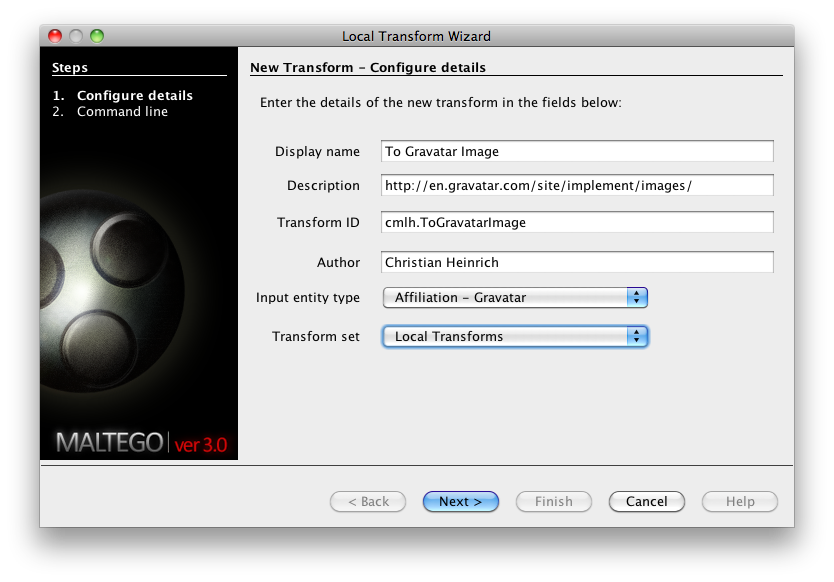 Local Transform Wizard
Steps
1. Configure details
2. Command line
New Transform – Configure details
Enter the details of the new transform in the fields below:
Display name To Gravatar Image
Description http://en.gravatar.com/site/implement/images/
Transform ID cmlh.ToGravatarImage
Author Christian Heinrich
Input entity type Affiliation – Gravatar
Transform set Local Transforms
MALTEGO ver 3.0
< Back Next > Finish Cancel Help